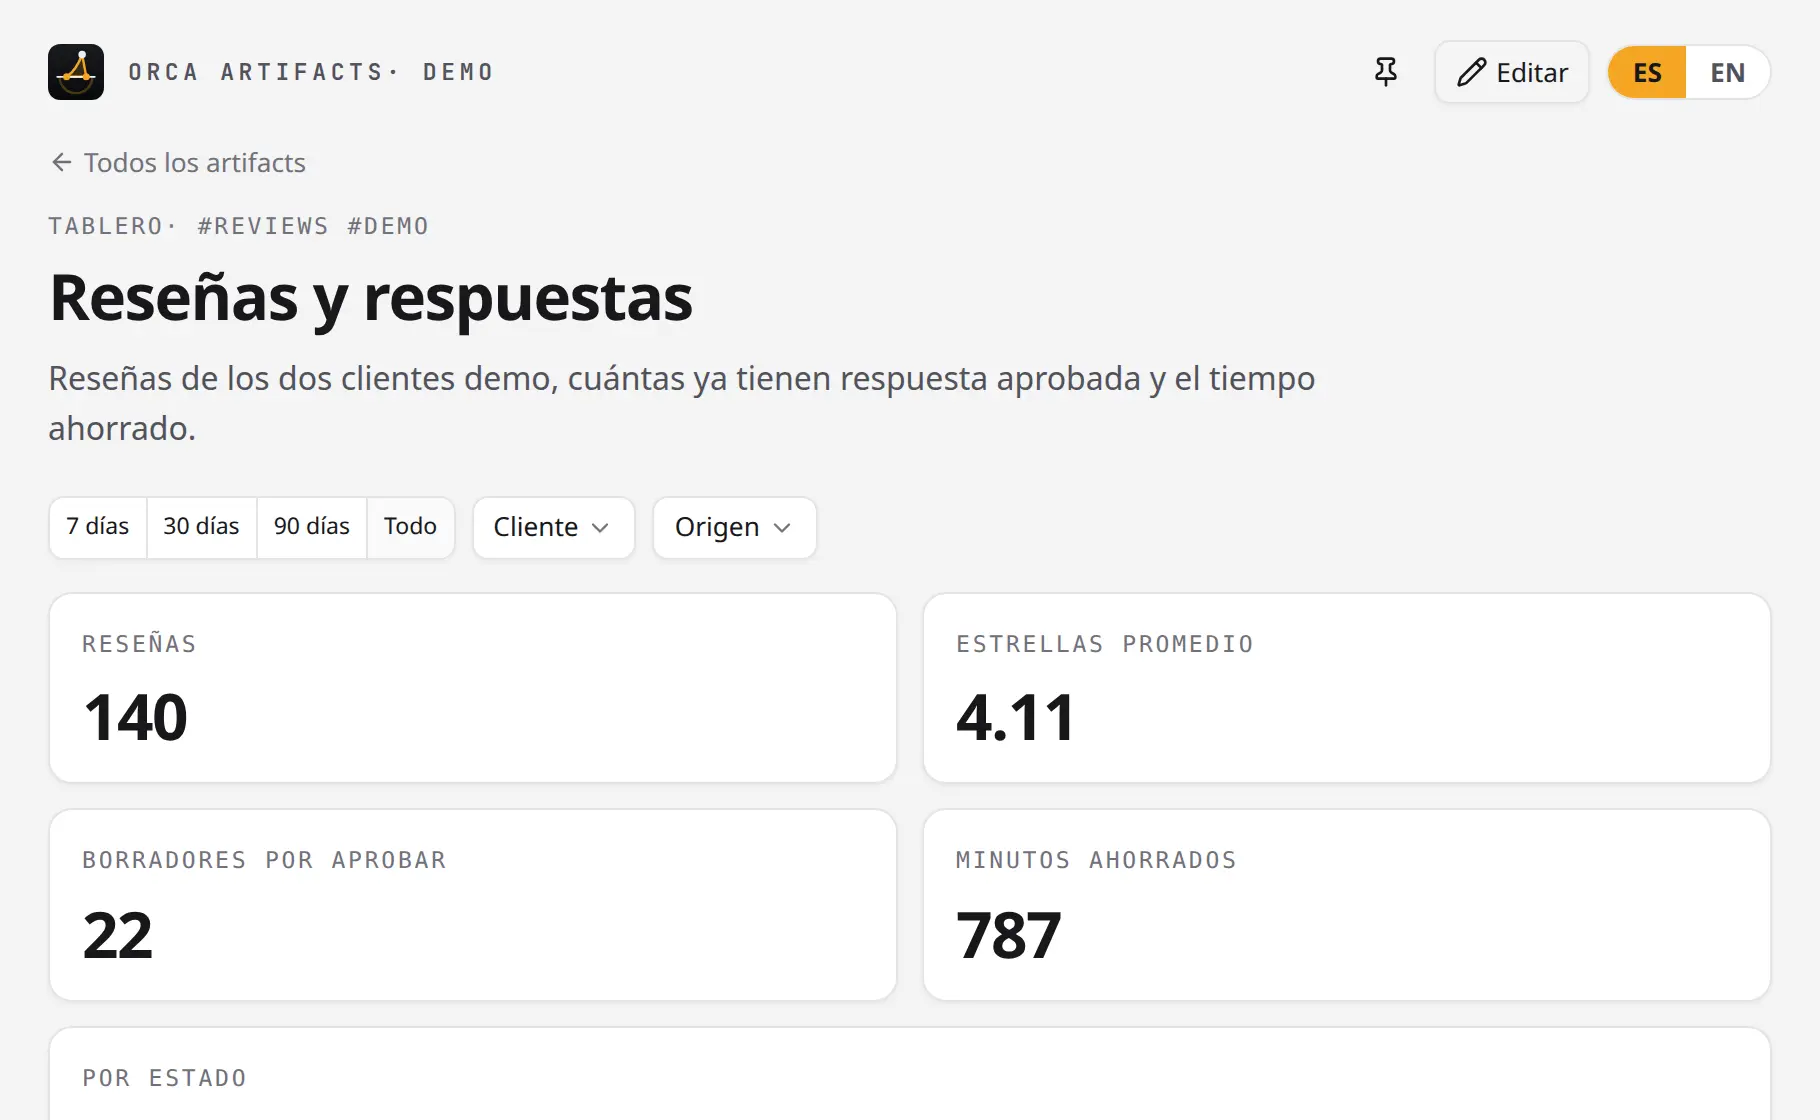 ORCA ARTIFACTS· DEMO
Editar
ES EN
Todos los artifacts
TABLERO· #REVIEWS #DEMO
Reseñas y respuestas
Reseñas de los dos clientes demo, cuántas ya tienen respuesta aprobada y el tiempo
ahorrado.
7 días 30 días 90 días Todo Cliente Origen
RESEÑAS
140
ESTRELLAS PROMEDIO
4.11
BORRADORES POR APROBAR
22
MINUTOS AHORRADOS
787
POR ESTADO